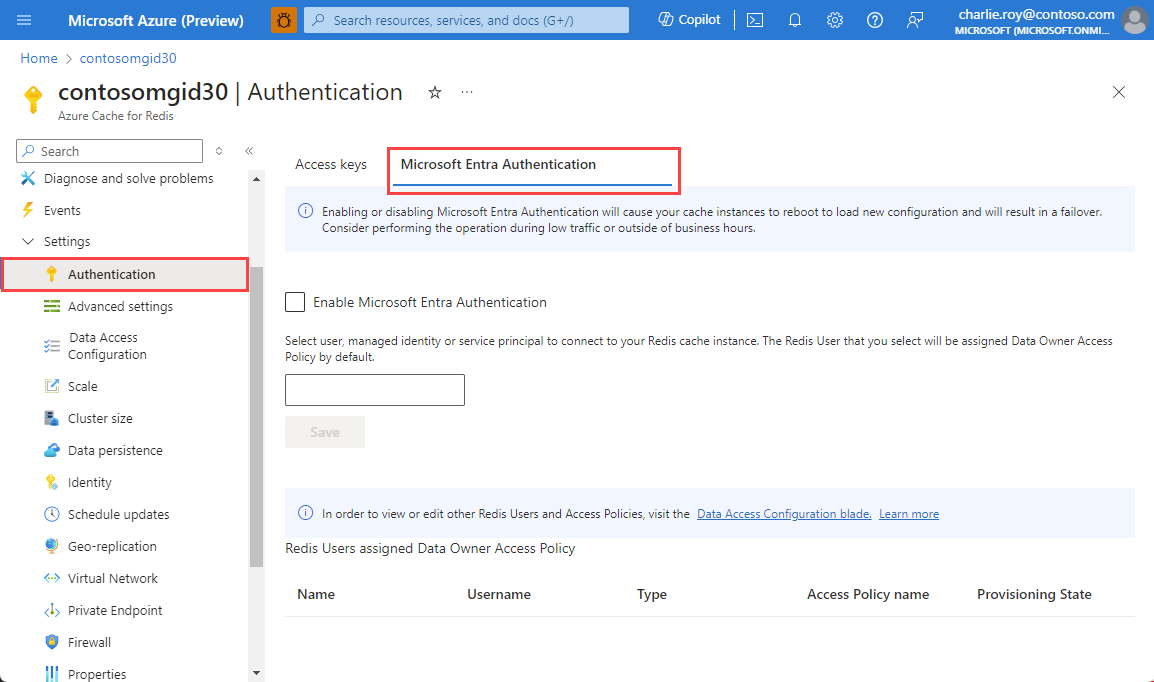 Microsoft Azure (Preview)
Search resources, services, and docs (G+/)
Copilot
charlie.roy@contoso.com
MICROSOFT (MICROSOFT.ONMI...
Home > contosomgid30
contosomgid30 | Authentication
Azure Cache for Redis
Search
Diagnose and solve problems
Events
Settings
Authentication
Advanced settings
Data Access
Configuration
Scale
Cluster size
Data persistence
Identity
Schedule updates
Geo-replication
Virtual Network
Private Endpoint
Firewall
Properties
Access keys
Microsoft Entra Authentication
Enabling or disabling Microsoft Entra Authentication will cause your cache instances to reboot to load new configuration and will result in a failover.
Consider performing the operation during low traffic or outside of business hours.
Enable Microsoft Entra Authentication
Select user, managed identity or service principal to connect to your Redis cache instance. The Redis User that you select will be assigned Data Owner Access
Policy by default.
Save
In order to view or edit other Redis Users and Access Policies, visit the Data Access Configuration blade. Learn more
Redis Users assigned Data Owner Access Policy
Name Username Type Access Policy name Provisioning State